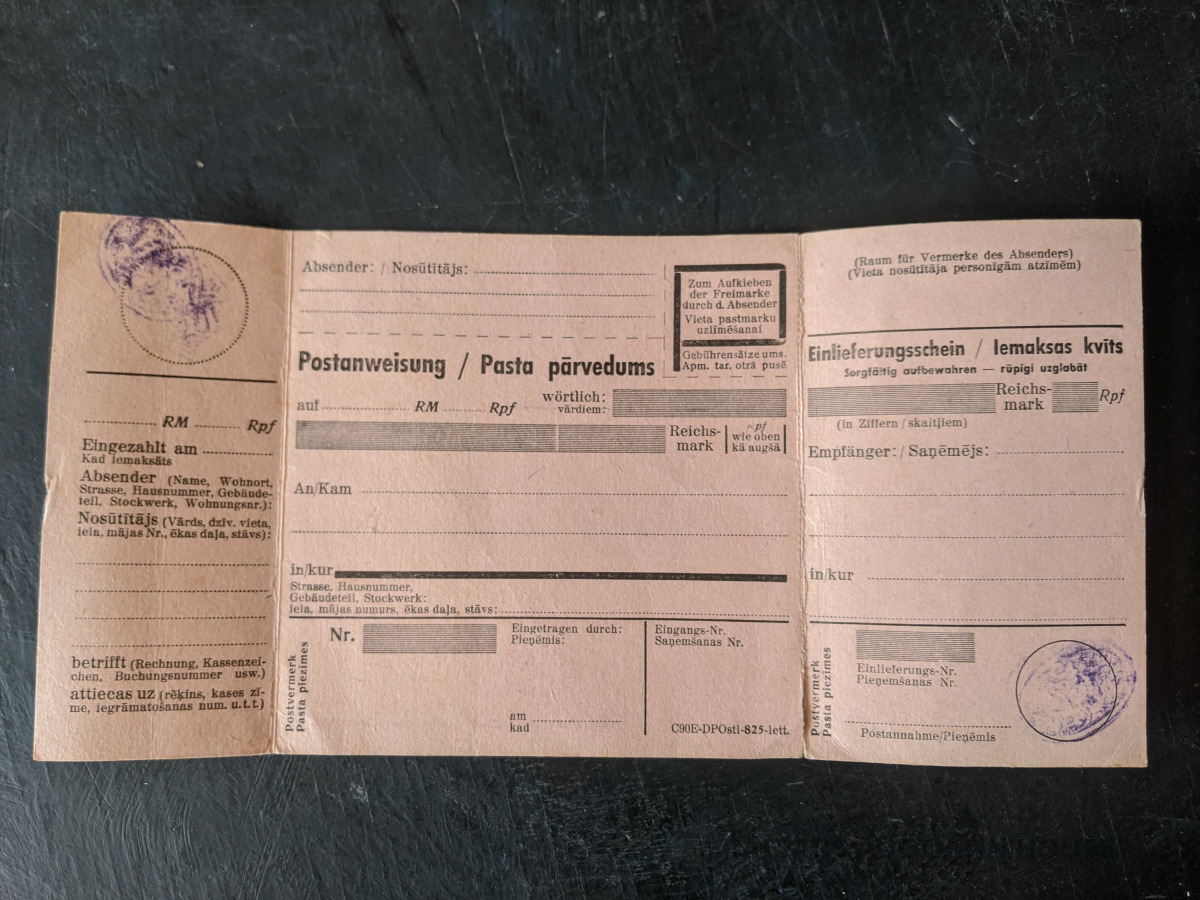 RM Rpf
Eingezahlt am
Kad iemaksāts
Absender (Name, Wohnort,
Strasse, Hausnummer, Gebäude-
teil, Stockwerk, Wohnungsnr.):
Nosūtītājs (Vārds, dzīv. vieta,
iela, mājas Nr., ēkas daļa, stāvs):
betrifft (Rechnung, Kassenzei-
chen, Buchungsnummer usw.)
attiecas uz (rēķins, kases zī-
me, iegrāmatošanas num. u.t.t.)
Absender: / Nosūtītājs:
Zum Aufkleben
der Freimarke
durch d. Absender
Vieta pastmarku
uzlīmēšanai
Gebührensätze ums.
Apm. tar. otrā pusē
Postanweisung / Pasta pārvedums
auf RM Rpf wörtlich:
vārdiem:
Reichs-
mark
Rpf
wie oben
kā augšā
An/Kam
in/kur
Strasse, Hausnummer,
Gebäudeteil, Stockwerk:
iela, mājas numurs, ēkas daļa, stāvs:
Postvermerk
Pasta piezīmes
Nr.
Eingetragen durch:
Pieņēmis:
am
kad
Eingangs-Nr.
Saņemšanas Nr.
C90E-DPOstl-825-lett.
(Raum für Vermerke des Absenders)
(Vieta nosūtītāja personīgām atzīmēm)
Einlieferungsschein / Iemaksas kvīts
Sorgfältig aufbewahren — rūpīgi uzglabāt
Reichs-
mark
Rpf
(in Ziffern / skaitļiem)
Empfänger: / Saņēmējs:
in/kur
Postvermerk
Pasta piezīmes
Einlieferungs-Nr.
Pieņemšanas Nr.
Postannahme/Pieņēmis